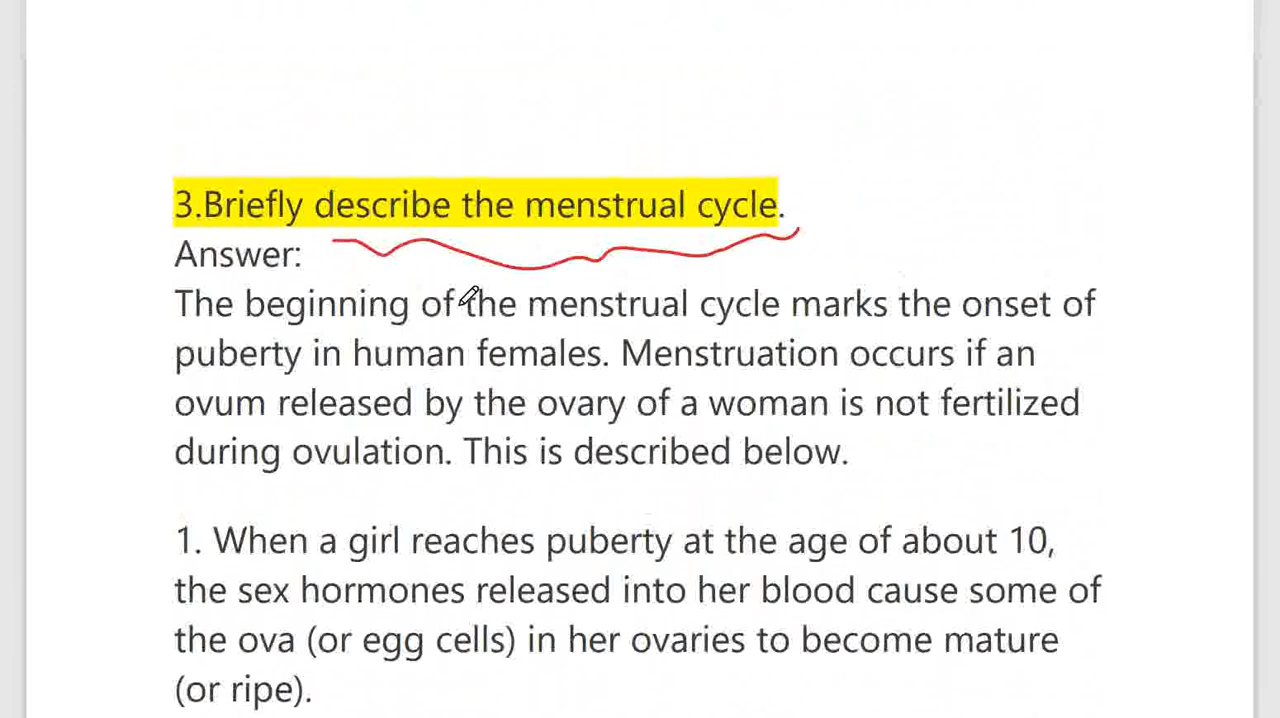 3.Briefly describe the menstrual cycle.
Answer:
The beginning of the menstrual cycle marks the onset of
puberty in human females. Menstruation occurs if an
ovum released by the ovary of a woman is not fertilized
during ovulation. This is described below.
1. When a girl reaches puberty at the age of about 10,
the sex hormones released into her blood cause some of
the ova (or egg cells) in her ovaries to become mature
(or ripe).